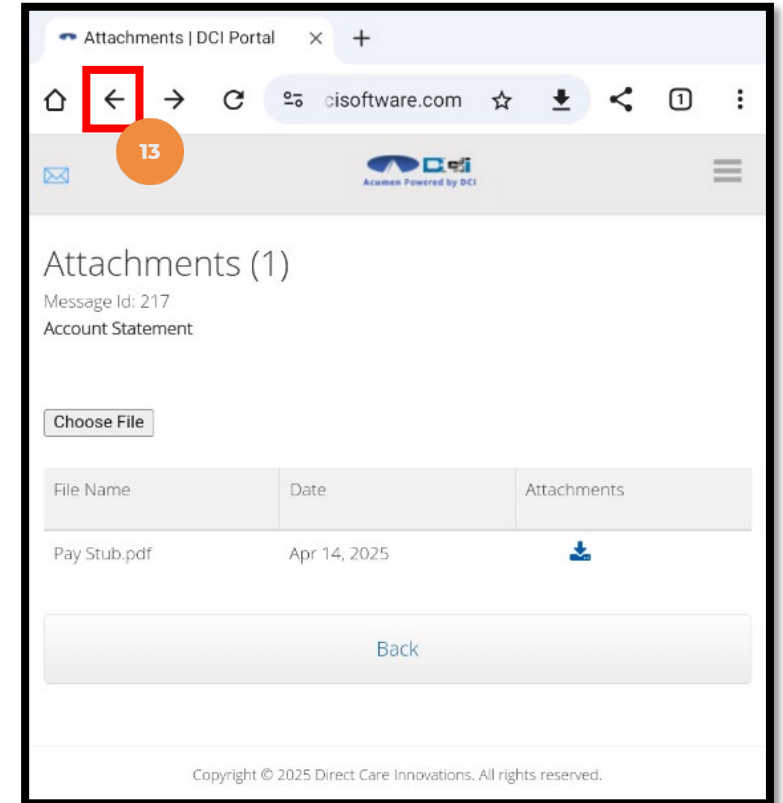 Attachments | DCI Portal
cisoftware.com
1
13
Acumen Powered by DCI
Attachments (1)
Message Id: 217
Account Statement
Choose File
File Name Date Attachments
Pay Stub.pdf Apr 14, 2025
Back
Copyright © 2025 Direct Care Innovations. All rights reserved.